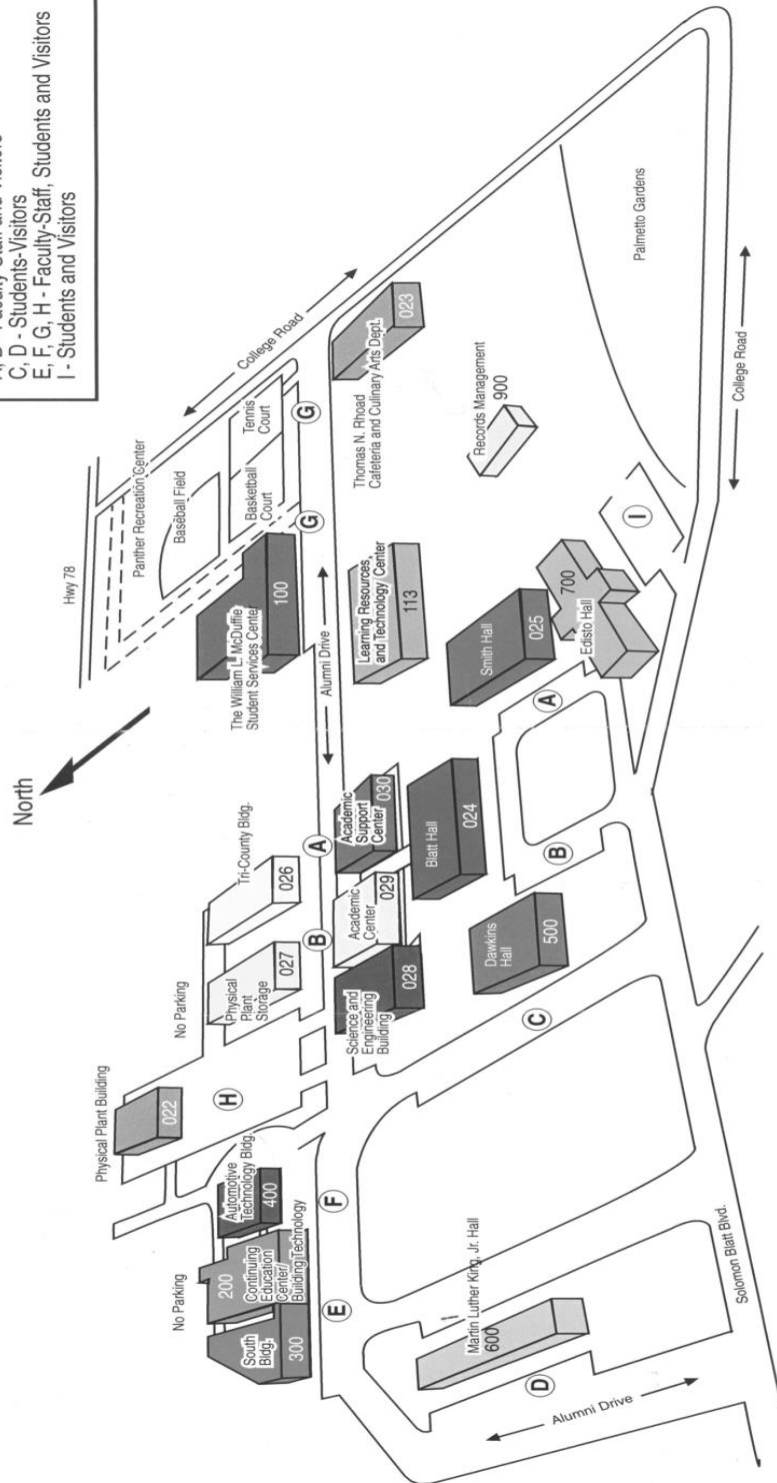 A, B - Faculty-Staff and Visitors
C, D - Students-Visitors
E, F, G, H - Faculty-Staff, Students and Visitors
I - Students and Visitors
North
Hwy 78
College Road
Panther Recreation Center
Baseball Field
Basketball
Court
Tennis
Court
G
G
The William L. McDuffie
Student Services Center
100
Alumni Drive
Tri-County Bldg.
026
No Parking
Physical
Plant
Storage
027
Physical Plant Building
022
H
A
B
Automotive
Technology Bldg.
400
No Parking
200
Continuing
Education
Center/
Building Technology
South
Bldg.
300
E
F
Thomas N. Rhoad
Cafeteria and Culinary Arts Dept.
023
Learning Resources,
and Technology Center
113
Academic
Support
Center
030
Academic
Center
029
Science and
Engineering
Building
028
Records Management
900
Smith Hall
025
Blatt Hall
024
Dawkins
Hall
500
700
Edisto Hall
I
A
B
C
Martin Luther King, Jr. Hall
600
D
Alumni Drive
Solomon Blatt Blvd.
Palmetto Gardens
College Road